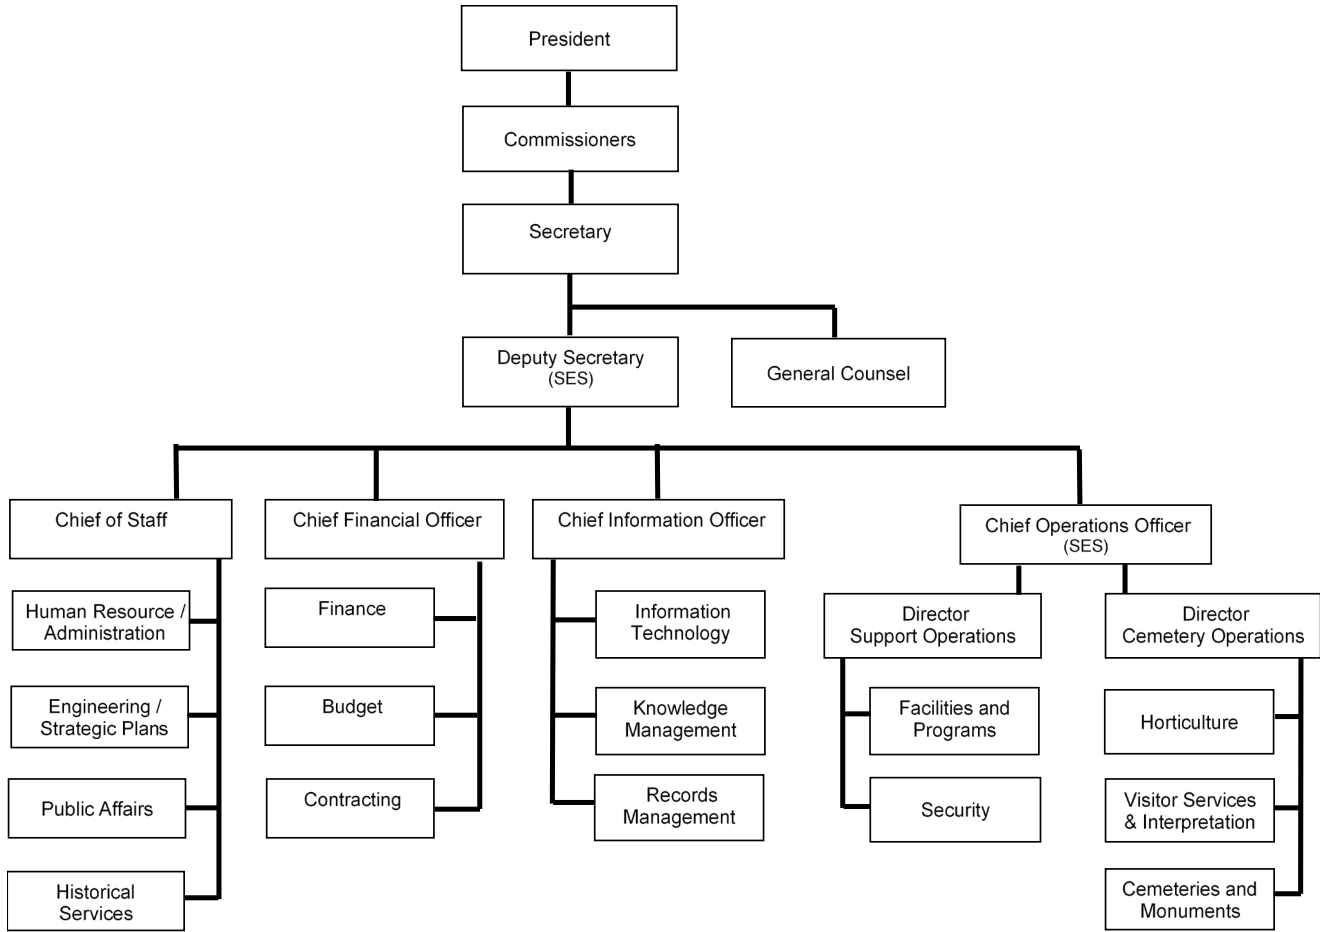 President
Commissioners
Secretary
Deputy Secretary
(SES)
General Counsel
Chief of Staff
Chief Financial Officer
Chief Information Officer
Chief Operations Officer
(SES)
Human Resource /
Administration
Engineering /
Strategic Plans
Public Affairs
Historical
Services
Finance
Budget
Contracting
Information
Technology
Knowledge
Management
Records
Management
Director
Support Operations
Facilities and
Programs
Security
Director
Cemetery Operations
Horticulture
Visitor Services
& Interpretation
Cemeteries and
Monuments